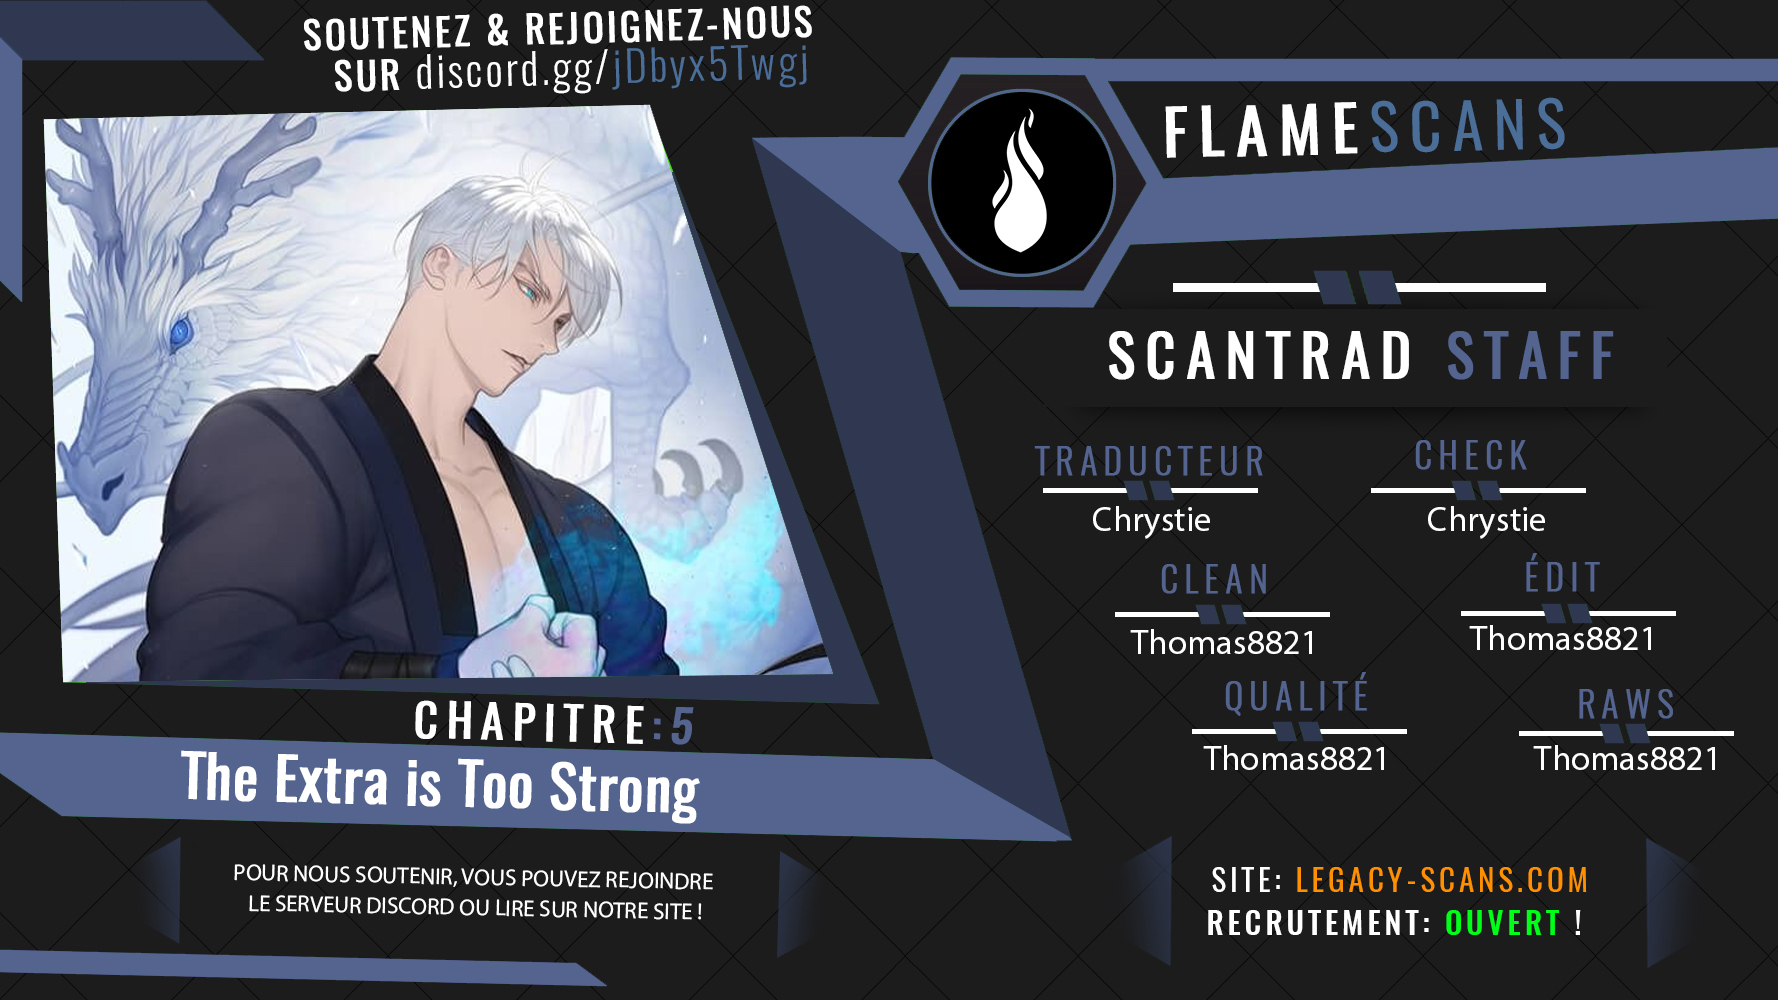 SOUTENEZ & REJOIGNEZ-NOUS
SUR discord.gg/jDbyx5Twgj
FLAMESCANS
SCANTRAD STAFF
TRADUCTEUR
Chrystie
CHECK
Chrystie
CLEAN
Thomas8821
ÉDIT
Thomas8821
QUALITÉ
Thomas8821
RAWS
Thomas8821
CHAPITRE:5
The Extra is Too Strong
POUR NOUS SOUTENIR, VOUS POUVEZ REJOINDRE
LE SERVEUR DISCORD OU LIRE SUR NOTRE SITE !
SITE: LEGACY-SCANS.COM
RECRUTEMENT: OUVERT !